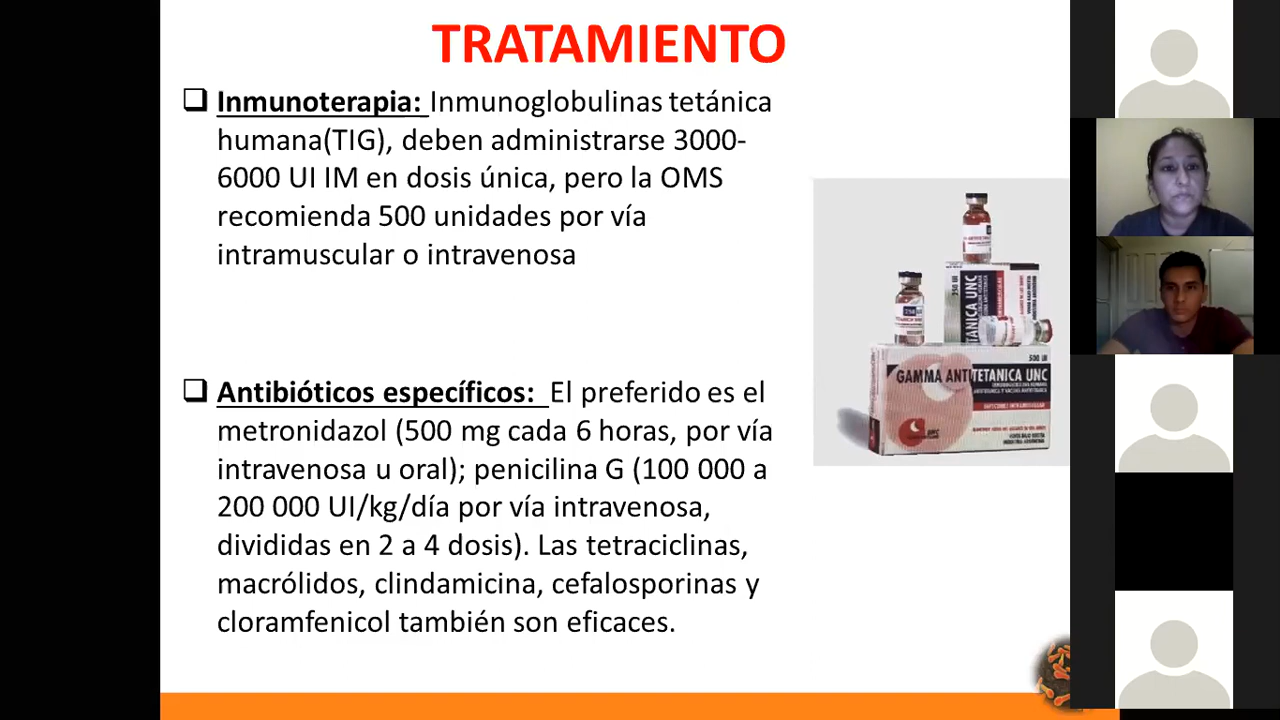 TRATAMIENTO
❑ Inmunoterapia: Inmunoglobulinas tetánica
humana(TIG), deben administrarse 3000-
6000 UI IM en dosis única, pero la OMS
recomienda 500 unidades por vía
intramuscular o intravenosa
❑ Antibióticos específicos: El preferido es el
metronidazol (500 mg cada 6 horas, por vía
intravenosa u oral); penicilina G (100 000 a
200 000 UI/kg/día por vía intravenosa,
divididas en 2 a 4 dosis). Las tetraciclinas,
macrólidos, clindamicina, cefalosporinas y
cloramfenicol también son eficaces.
TANICA UNC
500 UI
GAMMA ANTITETANICA UNC